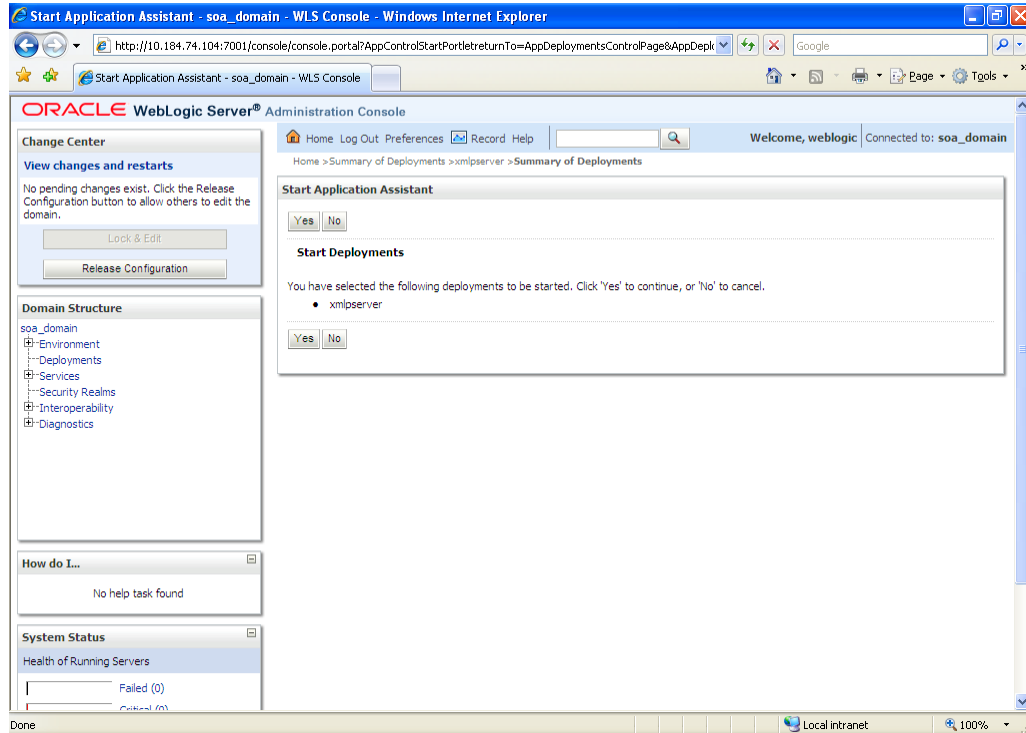 Start Application Assistant - soa_domain - WLS Console - Windows Internet Explorer
http://10.184.74.104:7001/console/console.portal?AppControlStartPortletreturnTo=AppDeploymentsControlPage&AppDepl
Google
Start Application Assistant - soa_domain - WLS Console
Page
Tools
»
ORACLE WebLogic Server® Administration Console
Change Center
View changes and restarts
No pending changes exist. Click the Release
Configuration button to allow others to edit the
domain.
Lock & Edit
Release Configuration
Domain Structure
soa_domain
Environment
Deployments
Services
Security Realms
Interoperability
Diagnostics
How do I...
No help task found
System Status
Health of Running Servers
Failed (0)
Critical (0)
Home Log Out Preferences Record Help
Welcome, weblogic Connected to: soa_domain
Home >Summary of Deployments >xmlpserver >Summary of Deployments
Start Application Assistant
Yes No
Start Deployments
You have selected the following deployments to be started. Click 'Yes' to continue, or 'No' to cancel.
• xmlpserver
Yes No
Done
Local intranet
100%